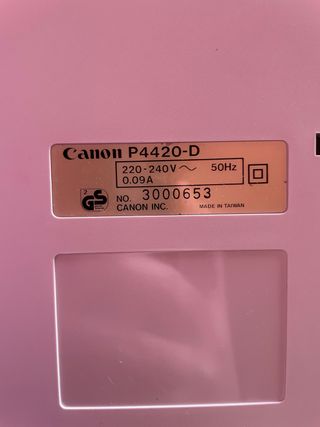 Canon P4420-D
220-240V ~ 50Hz
0.09A
GS
NO. 3000653
CANON INC. MADE IN TAIWAN